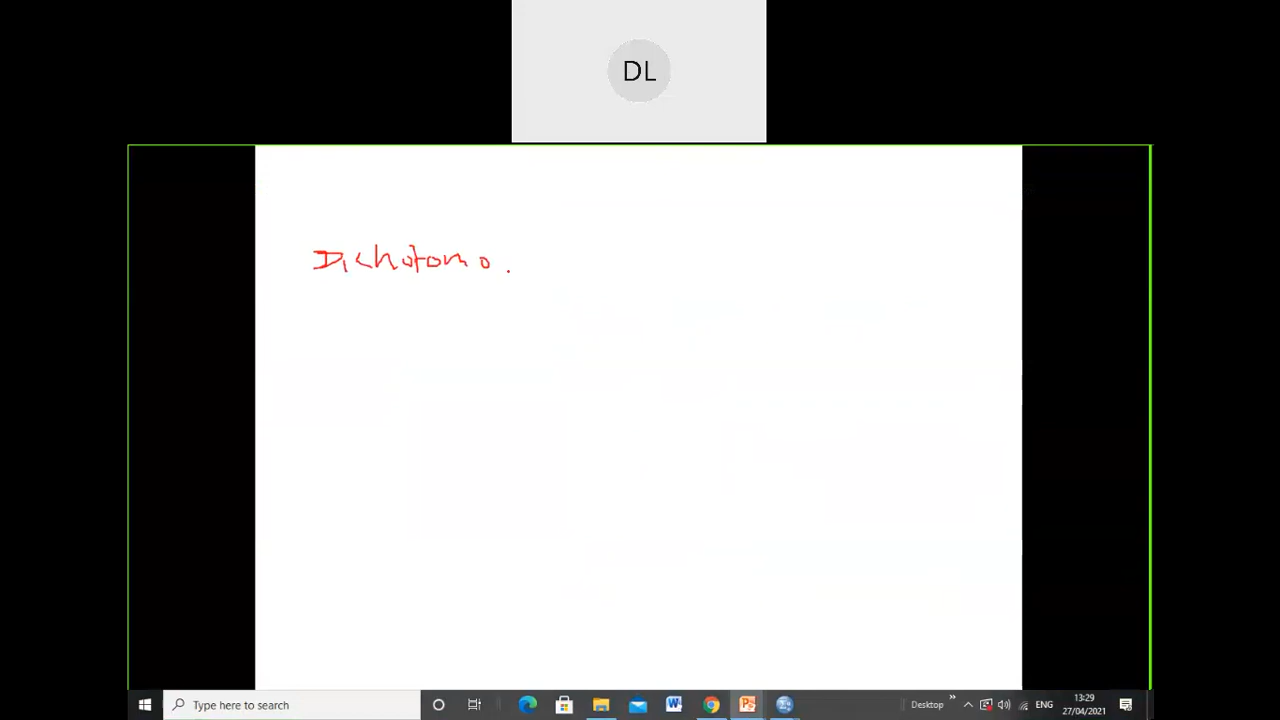 DL
Dichotomo
Type here to search
Desktop
ENG
13:29
27/04/2021